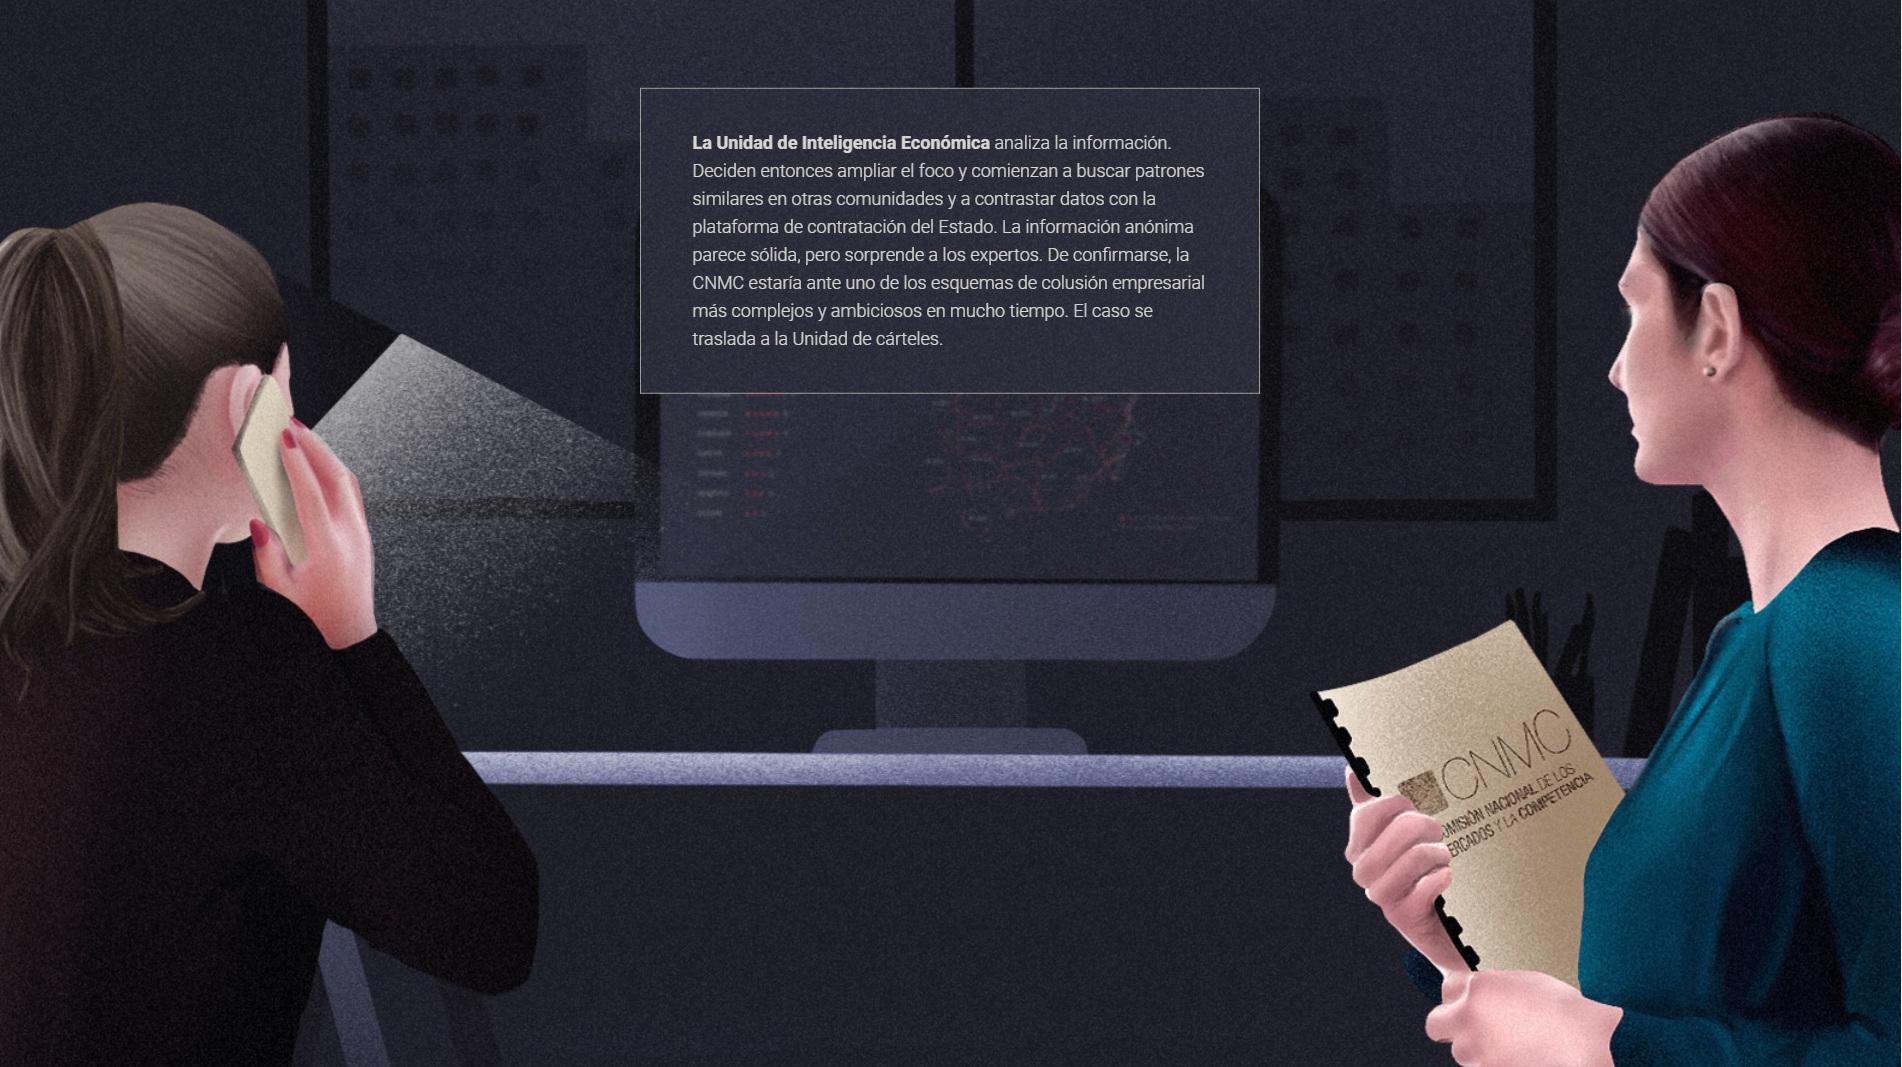 La Unidad de Inteligencia Económica analiza la información.
Deciden entonces ampliar el foco y comienzan a buscar patrones
similares en otras comunidades y a contrastar datos con la
plataforma de contratación del Estado. La información anónima
parece sólida, pero sorprende a los expertos. De confirmarse, la
CNMC estaría ante uno de los esquemas de colusión empresarial
más complejos y ambiciosos en mucho tiempo. El caso se
traslada a la Unidad de cárteles.
CNMC
OMISIÓN NACIONAL DE LOS
ERCADOS Y LA COMPETENCIA